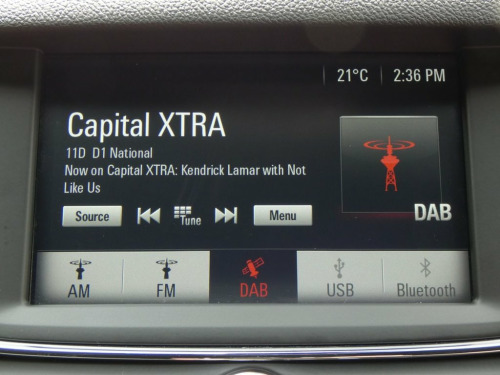 21°C 2:36 PM
Capital XTRA
11D D1 National
Now on Capital XTRA: Kendrick Lamar with Not
Like Us
Source Tune Menu
DAB
AM FM DAB USB Bluetooth